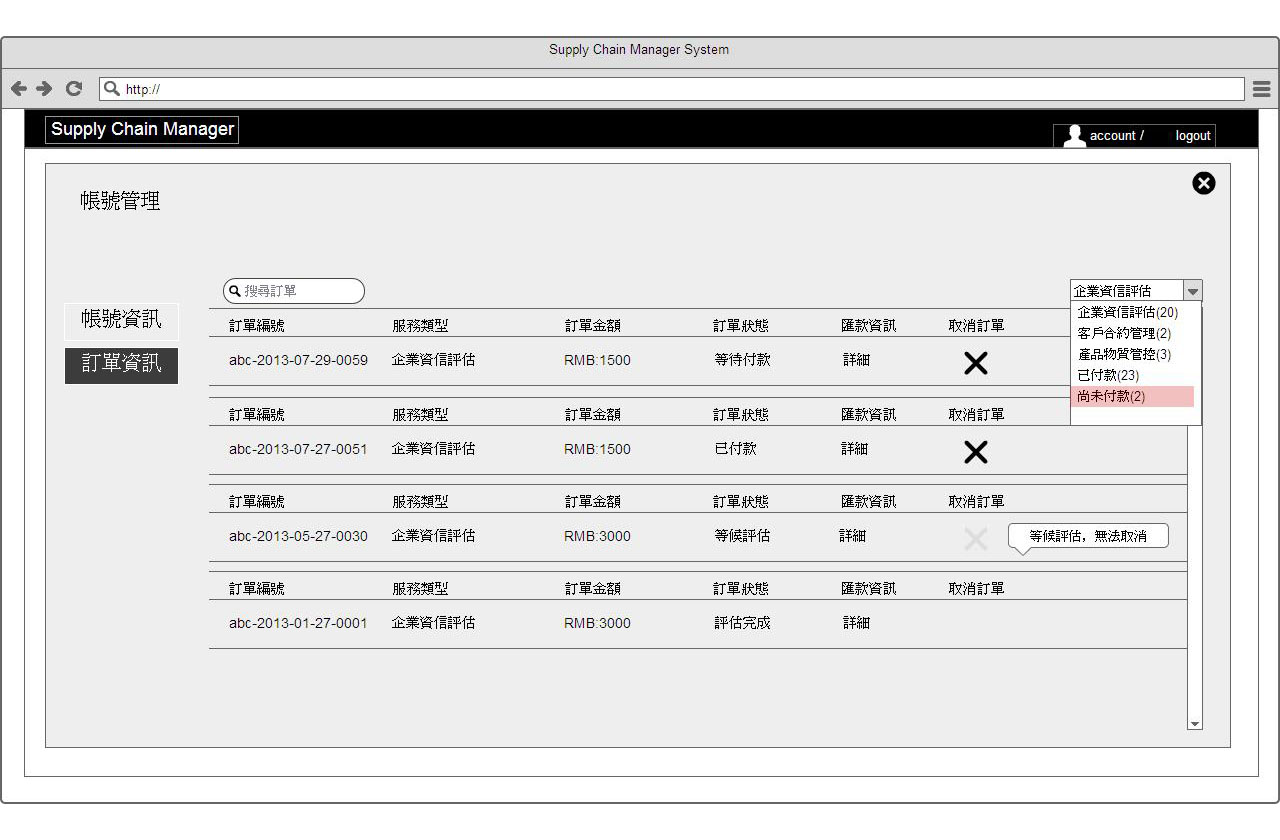 Supply Chain Manager System
http://
Supply Chain Manager
account / logout
帳號管理
搜尋訂單
企業資信評估
企業資信評估(20)
客戶合約管理(2)
產品物質管控(3)
已付款(23)
尚未付款(2)
帳號資訊
訂單資訊
訂單編號 服務類型 訂單金額 訂單狀態 匯款資訊 取消訂單
abc-2013-07-29-0059 企業資信評估 RMB:1500 等待付款 詳細
訂單編號 服務類型 訂單金額 訂單狀態 匯款資訊 取消訂單
abc-2013-07-27-0051 企業資信評估 RMB:1500 已付款 詳細
訂單編號 服務類型 訂單金額 訂單狀態 匯款資訊 取消訂單
abc-2013-05-27-0030 企業資信評估 RMB:3000 等候評估 詳細 等候評估，無法取消
訂單編號 服務類型 訂單金額 訂單狀態 匯款資訊 取消訂單
abc-2013-01-27-0001 企業資信評估 RMB:3000 評估完成 詳細